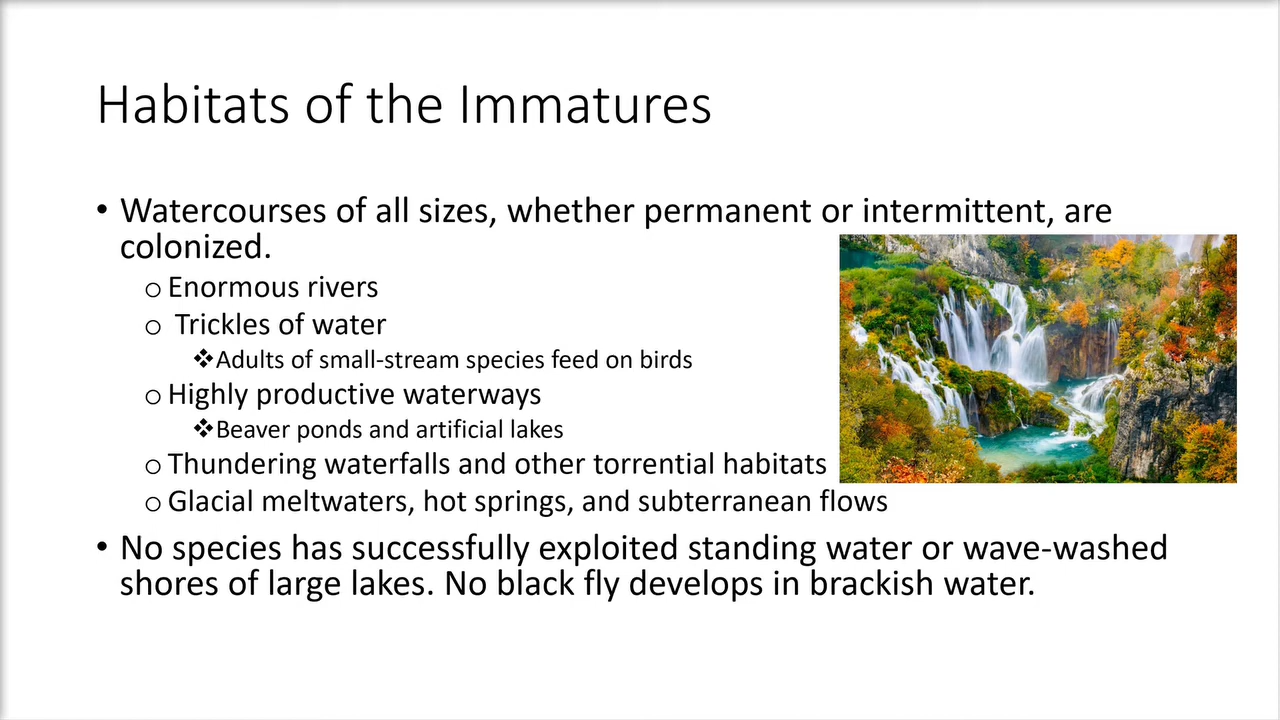 Habitats of the Immatures
• Watercourses of all sizes, whether permanent or intermittent, are
colonized.
o Enormous rivers
o Trickles of water
❖Adults of small-stream species feed on birds
o Highly productive waterways
❖Beaver ponds and artificial lakes
o Thundering waterfalls and other torrential habitats
o Glacial meltwaters, hot springs, and subterranean flows
• No species has successfully exploited standing water or wave-washed
shores of large lakes. No black fly develops in brackish water.